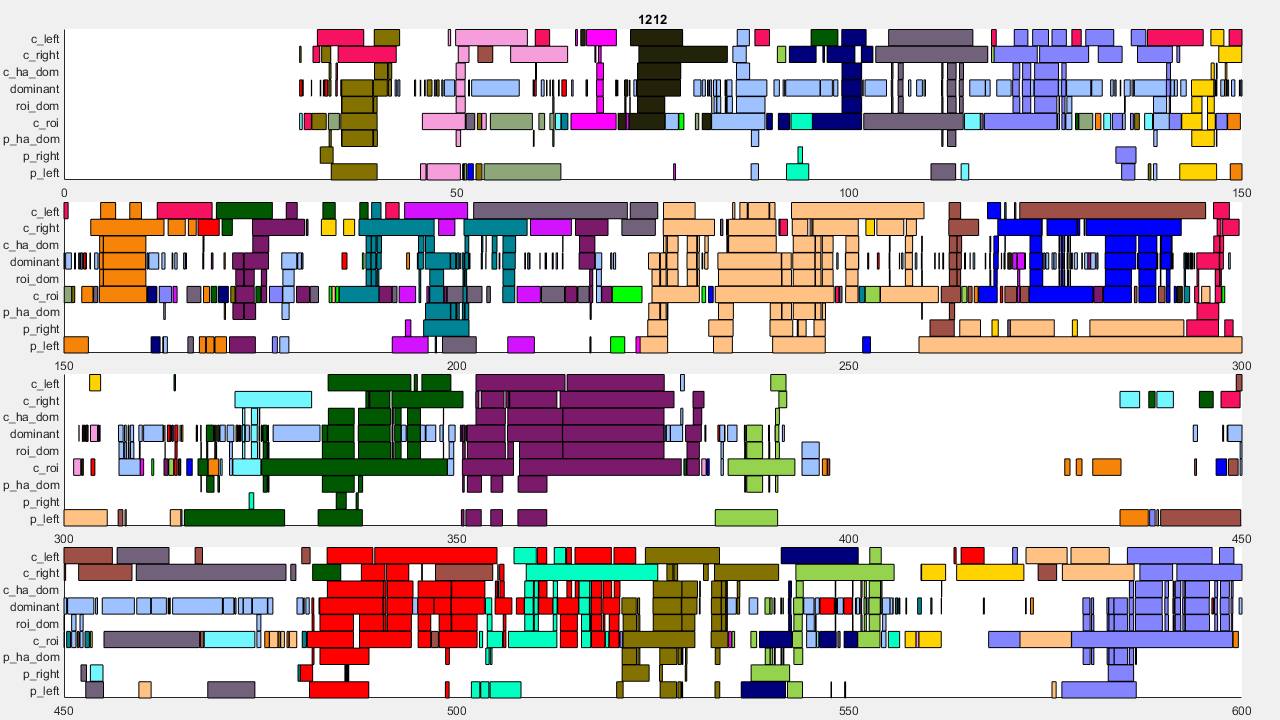 1212
c_left
c_right
c_ha_dom
dominant
roi_dom
c_roi
p_ha_dom
p_right
p_left
0 50 100 150
c_left
c_right
c_ha_dom
dominant
roi_dom
c_roi
p_ha_dom
p_right
p_left
150 200 250 300
c_left
c_right
c_ha_dom
dominant
roi_dom
c_roi
p_ha_dom
p_right
p_left
300 350 400 450
c_left
c_right
c_ha_dom
dominant
roi_dom
c_roi
p_ha_dom
p_right
p_left
450 500 550 600